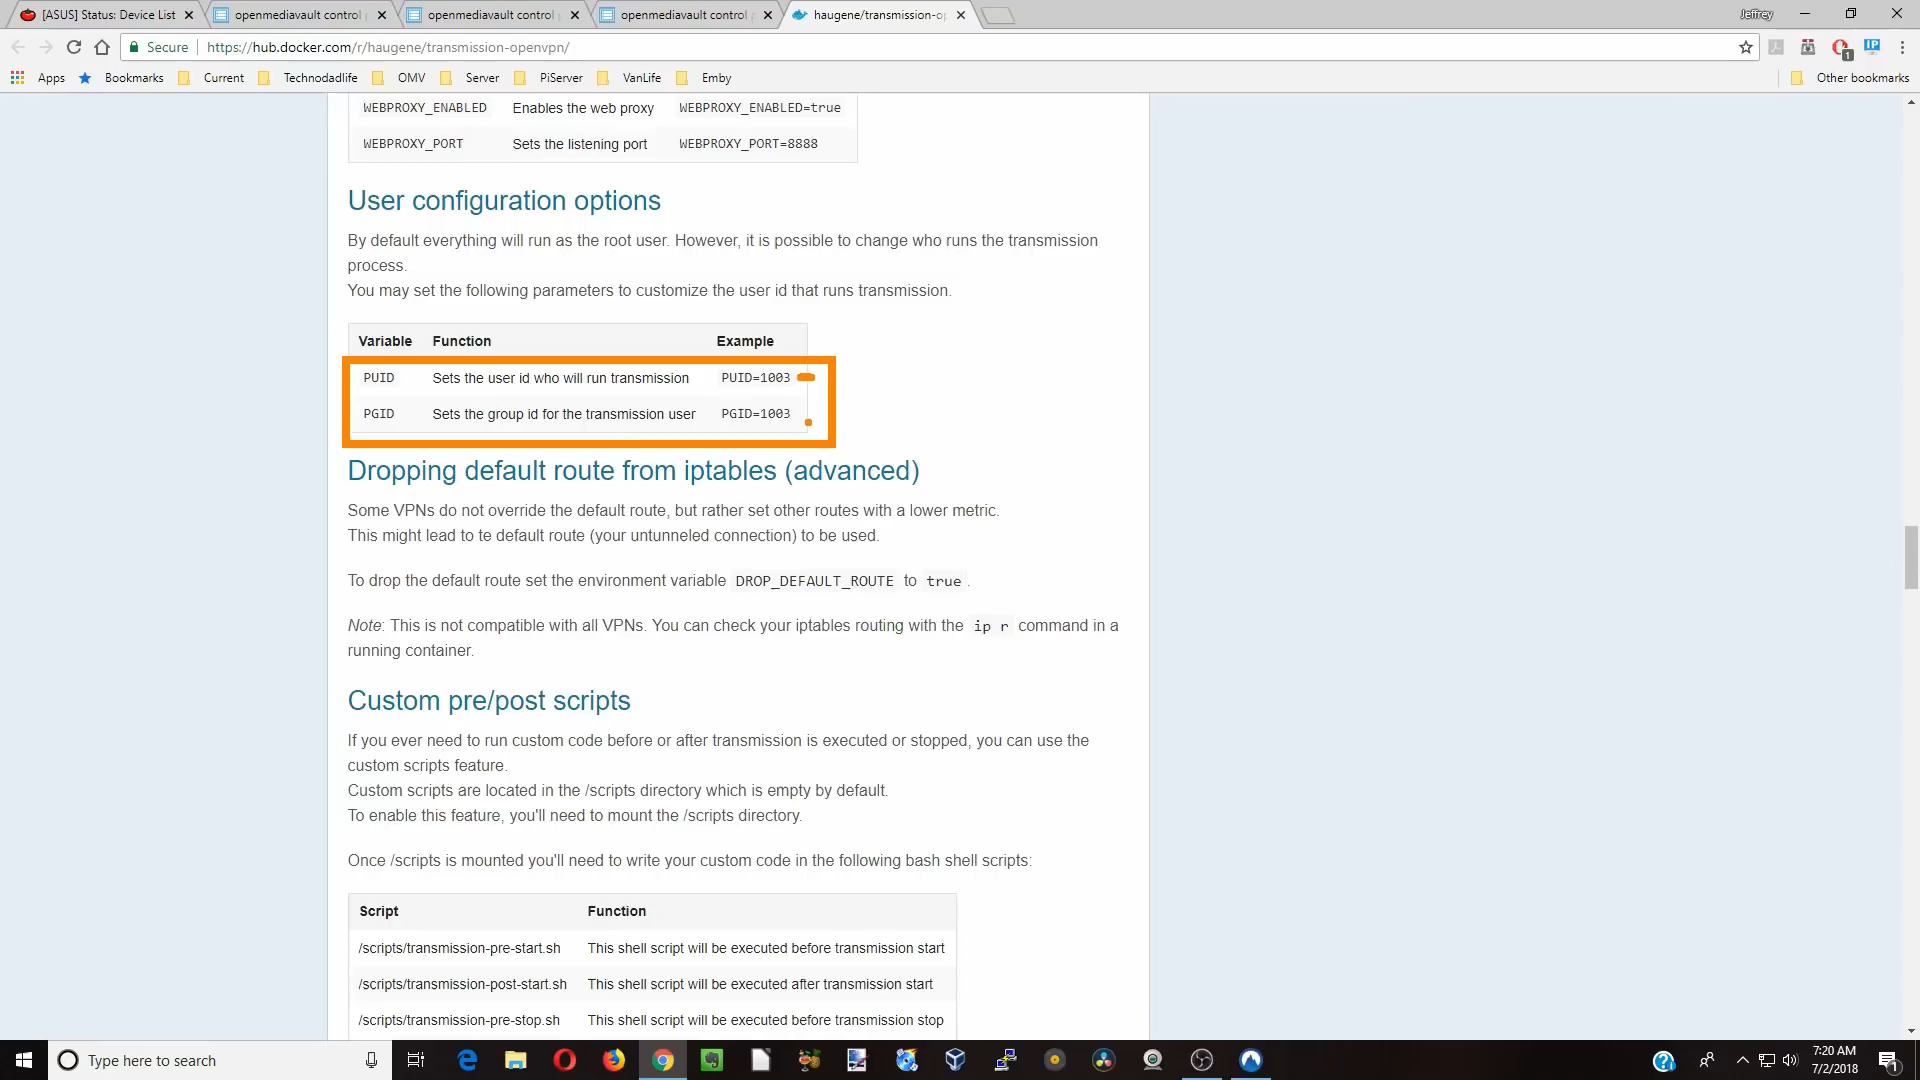 [ASUS] Status: Device List
openmediavault control
openmediavault control
openmediavault control
haugene/transmission-op
Jeffrey
Secure
https://hub.docker.com/r/haugene/transmission-openvpn/
1
IP
Apps
Bookmarks
Current
Technodadlife
OMV
Server
PiServer
VanLife
Emby
Other bookmarks
WEBPROXY_ENABLED Enables the web proxy WEBPROXY_ENABLED=true
WEBPROXY_PORT Sets the listening port WEBPROXY_PORT=8888
User configuration options
By default everything will run as the root user. However, it is possible to change who runs the transmission
process.
You may set the following parameters to customize the user id that runs transmission.
Variable Function Example
PUID Sets the user id who will run transmission PUID=1003
PGID Sets the group id for the transmission user PGID=1003
Dropping default route from iptables (advanced)
Some VPNs do not override the default route, but rather set other routes with a lower metric.
This might lead to te default route (your untunneled connection) to be used.
To drop the default route set the environment variable DROP_DEFAULT_ROUTE to true .
Note: This is not compatible with all VPNs. You can check your iptables routing with the ip r command in a
running container.
Custom pre/post scripts
If you ever need to run custom code before or after transmission is executed or stopped, you can use the
custom scripts feature.
Custom scripts are located in the /scripts directory which is empty by default.
To enable this feature, you'll need to mount the /scripts directory.
Once /scripts is mounted you'll need to write your custom code in the following bash shell scripts:
Script Function
/scripts/transmission-pre-start.sh This shell script will be executed before transmission start
/scripts/transmission-post-start.sh This shell script will be executed after transmission start
/scripts/transmission-pre-stop.sh This shell script will be executed before transmission stop
Type here to search
7:20 AM
7/2/2018
1